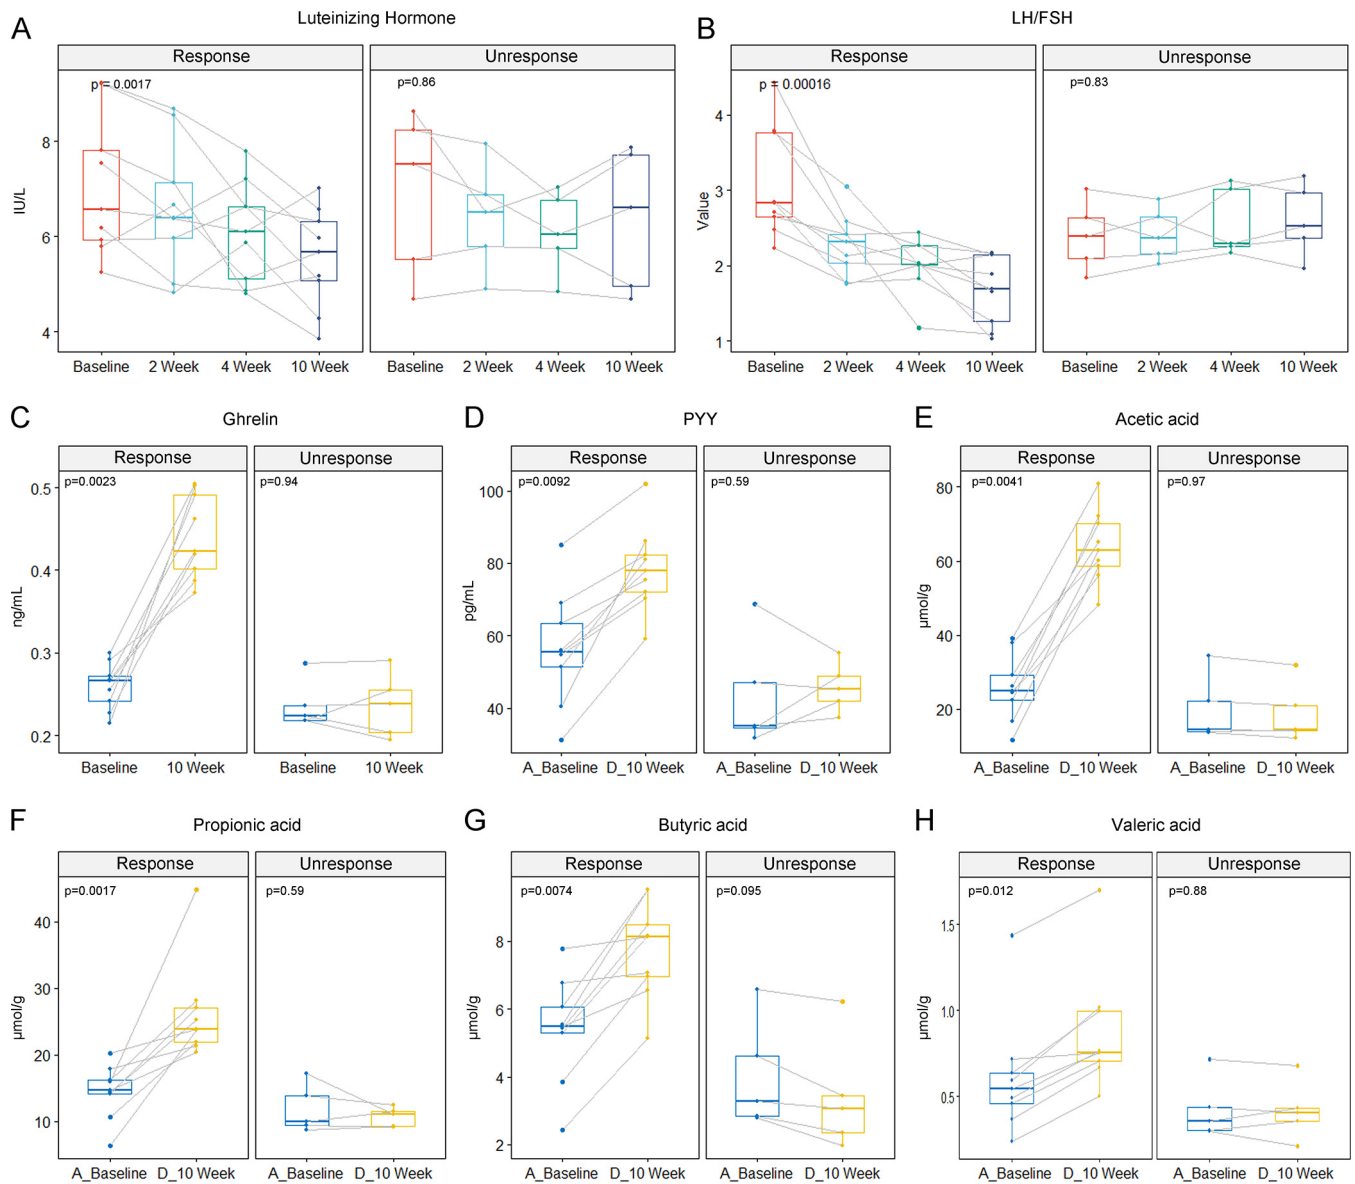 A
Luteinizing Hormone
B
LH/FSH
Response
Unresponse
Response
Unresponse
p = 0.0017
p=0.86
p = 0.00016
p=0.83
IU/L
8
6
4
Value
4
3
2
1
Baseline 2 Week 4 Week 10 Week
Baseline 2 Week 4 Week 10 Week
Baseline 2 Week 4 Week 10 Week
Baseline 2 Week 4 Week 10 Week
C
Ghrelin
D
PYY
E
Acetic acid
Response
Unresponse
Response
Unresponse
Response
Unresponse
p=0.0023
p=0.94
p=0.0092
p=0.59
p=0.0041
p=0.97
ng/mL
0.5
0.4
0.3
0.2
pg/mL
100
80
60
40
µmol/g
80
60
40
20
Baseline 10 Week
Baseline 10 Week
A_Baseline D_10 Week
A_Baseline D_10 Week
A_Baseline D_10 Week
A_Baseline D_10 Week
F
Propionic acid
G
Butyric acid
H
Valeric acid
Response
Unresponse
Response
Unresponse
Response
Unresponse
p=0.0017
p=0.59
p=0.0074
p=0.095
p=0.012
p=0.88
µmol/g
40
30
20
10
µmol/g
8
6
4
2
µmol/g
1.5
1.0
0.5
A_Baseline D_10 Week
A_Baseline D_10 Week
A_Baseline D_10 Week
A_Baseline D_10 Week
A_Baseline D_10 Week
A_Baseline D_10 Week